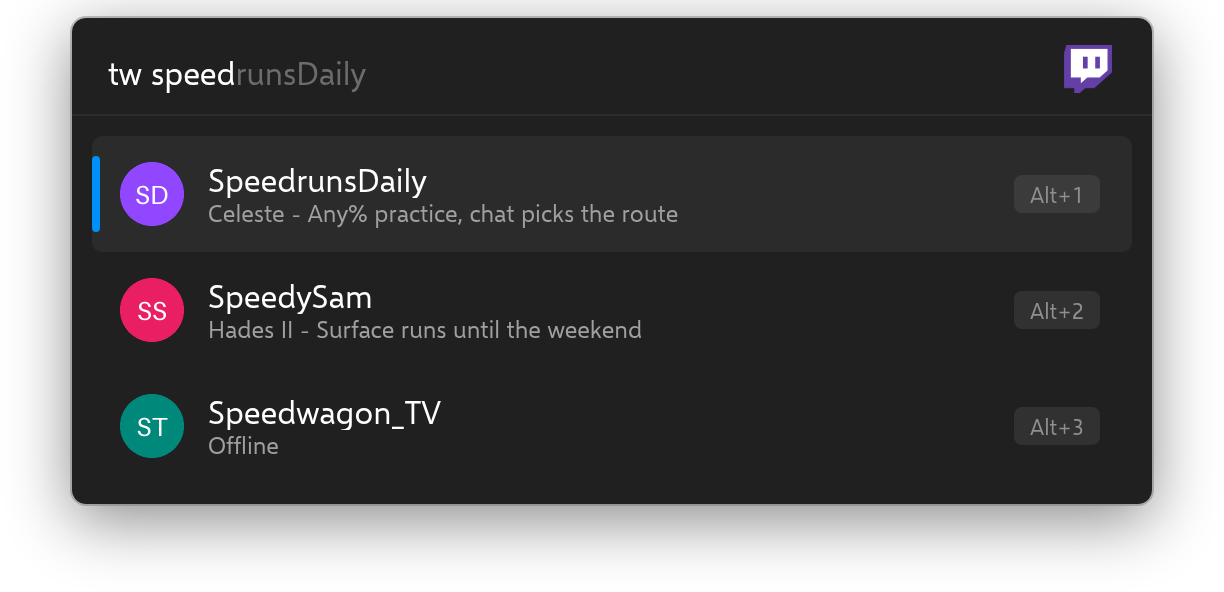 tw speedrunsDaily
SD
SpeedrunsDaily
Celeste - Any% practice, chat picks the route
Alt+1
SS
SpeedySam
Hades II - Surface runs until the weekend
Alt+2
ST
Speedwagon_TV
Offline
Alt+3